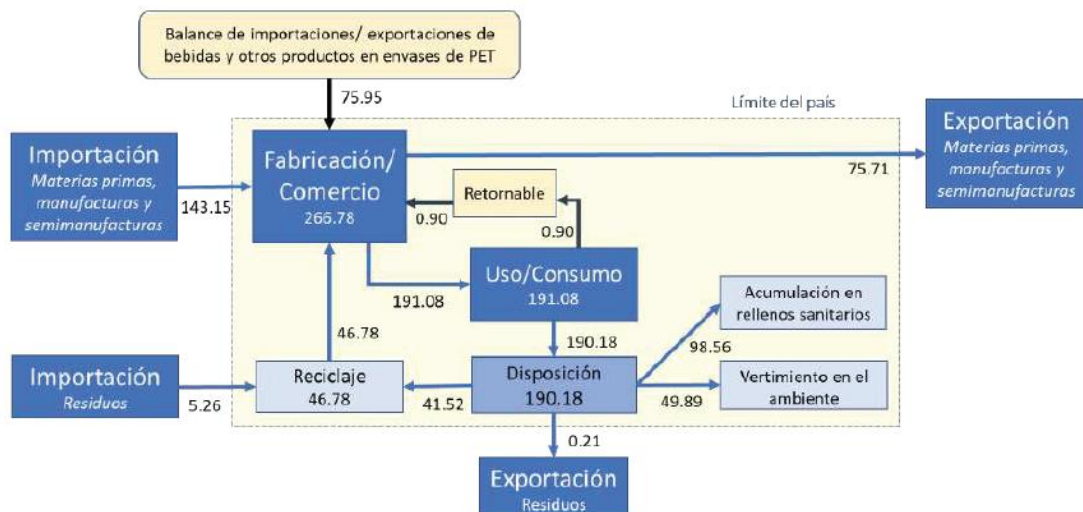 Balance de importaciones/ exportaciones de
bebidas y otros productos en envases de PET
75.95
Límite del país
Importación
Materias primas,
manufacturas y
semimanufacturas
143.15
Fabricación/
Comercio
266.78
Retornable
0.90
0.90
75.71
Exportación
Materias primas,
manufacturas y
semimanufacturas
191.08
Uso/Consumo
191.08
46.78
190.18
Acumulación en
rellenos sanitarios
98.56
Importación
Residuos
5.26
Reciclaje
46.78
41.52
Disposición
190.18
49.89
Vertimiento en el
ambiente
0.21
Exportación
Residuos